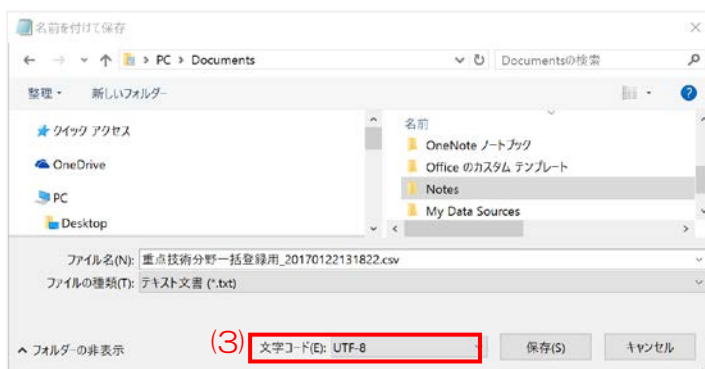 名前を付けて保存
PC > Documents
Documentsの検索
整理
新しいフォルダー
クイック アクセス
OneDrive
PC
Desktop
名前
OneNote ノートブック
Office のカスタム テンプレート
Notes
My Data Sources
ファイル名(N): 重点技術分野一括登録用_20170122131822.csv
ファイルの種類(T): テキスト文書 (*.txt)
フォルダーの非表示
(3)
文字コード(E): UTF-8
保存(S)
キャンセル